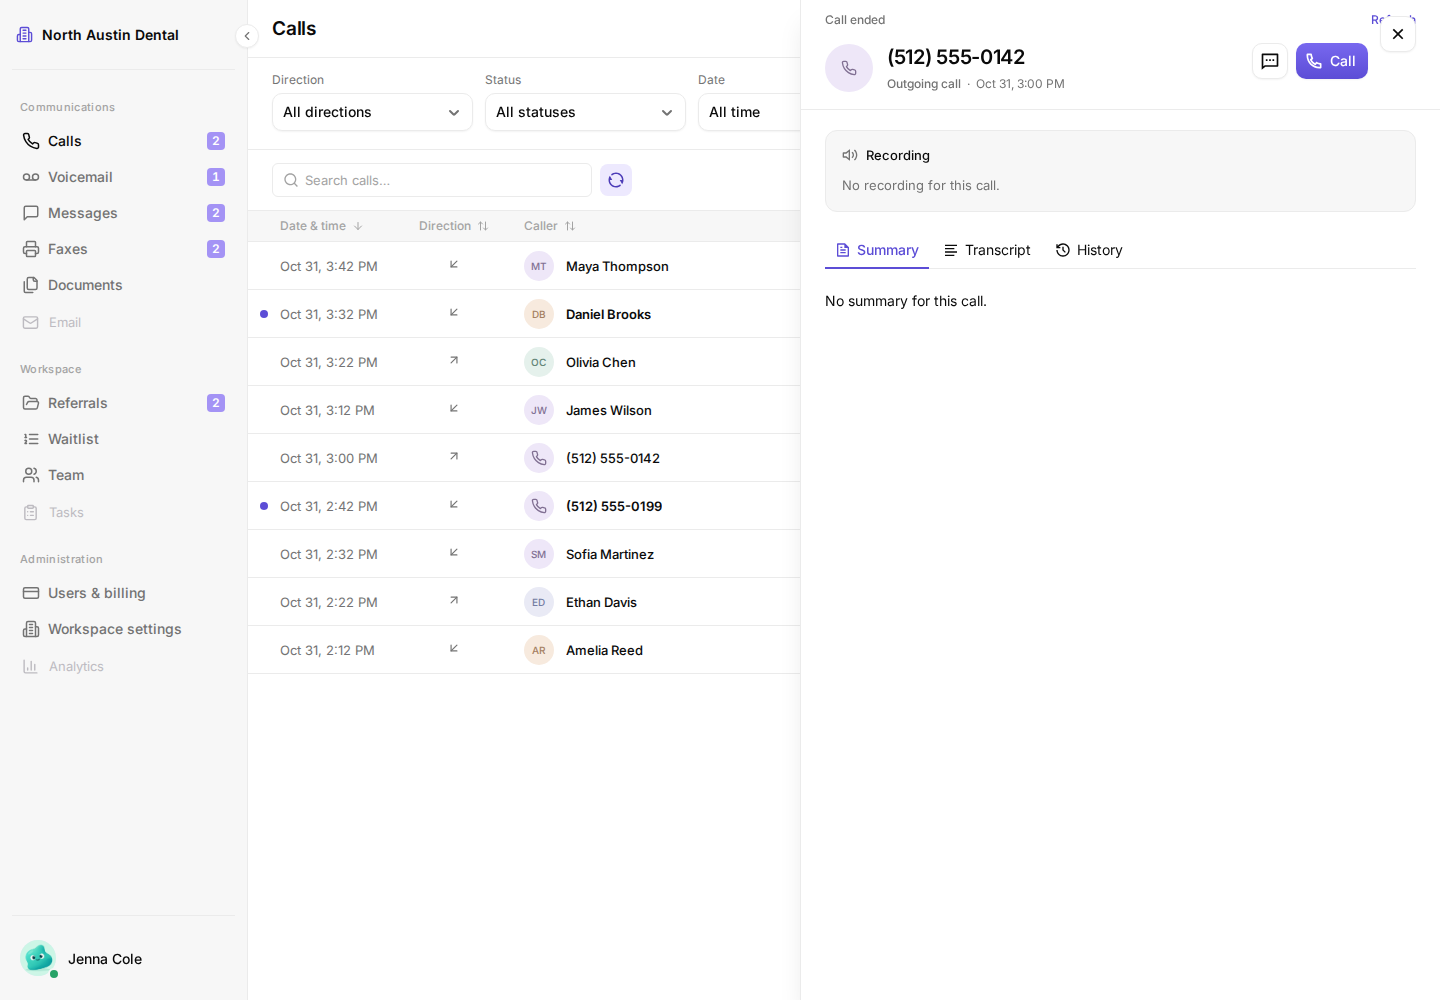 North Austin Dental
Communications
Calls 2
Voicemail 1
Messages 2
Faxes 2
Documents
Email
Workspace
Referrals 2
Waitlist
Team
Tasks
Administration
Users & billing
Workspace settings
Analytics
Jenna Cole
Calls
Direction Status Date
All directions All statuses All time
Search calls...
Date & time Direction Caller
Oct 31, 3:42 PM MT Maya Thompson
Oct 31, 3:32 PM DB Daniel Brooks
Oct 31, 3:22 PM OC Olivia Chen
Oct 31, 3:12 PM JW James Wilson
Oct 31, 3:00 PM (512) 555-0142
Oct 31, 2:42 PM (512) 555-0199
Oct 31, 2:32 PM SM Sofia Martinez
Oct 31, 2:22 PM ED Ethan Davis
Oct 31, 2:12 PM AR Amelia Reed
Call ended
(512) 555-0142
Outgoing call · Oct 31, 3:00 PM
Call
Recording
No recording for this call.
Summary Transcript History
No summary for this call.